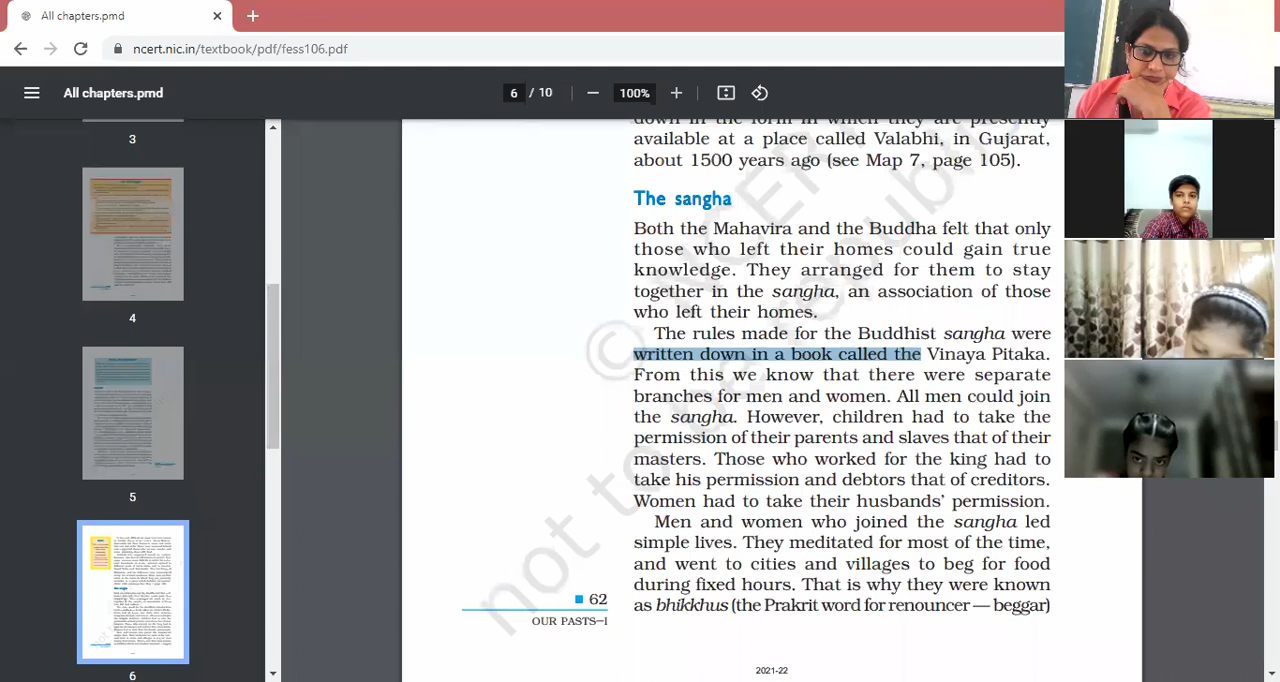 All chapters.pmd
ncert.nic.in/textbook/pdf/fess106.pdf
All chapters.pmd
6 / 10
100%
3
4
5
6
down in the form in which they are presently
available at a place called Valabhi, in Gujarat,
about 1500 years ago (see Map 7, page 105).
The sangha
Both the Mahavira and the Buddha felt that only
those who left their homes could gain true
knowledge. They arranged for them to stay
together in the sangha, an association of those
who left their homes.
The rules made for the Buddhist sangha were
written down in a book called the Vinaya Pitaka.
From this we know that there were separate
branches for men and women. All men could join
the sangha. However, children had to take the
permission of their parents and slaves that of their
masters. Those who worked for the king had to
take his permission and debtors that of creditors.
Women had to take their husbands’ permission.
Men and women who joined the sangha led
simple lives. They meditated for most of the time,
and went to cities and villages to beg for food
during fixed hours. That is why they were known
as bhikkhus (the Prakrit word for renouncer — beggar)
62
OUR PASTS–I
2021-22